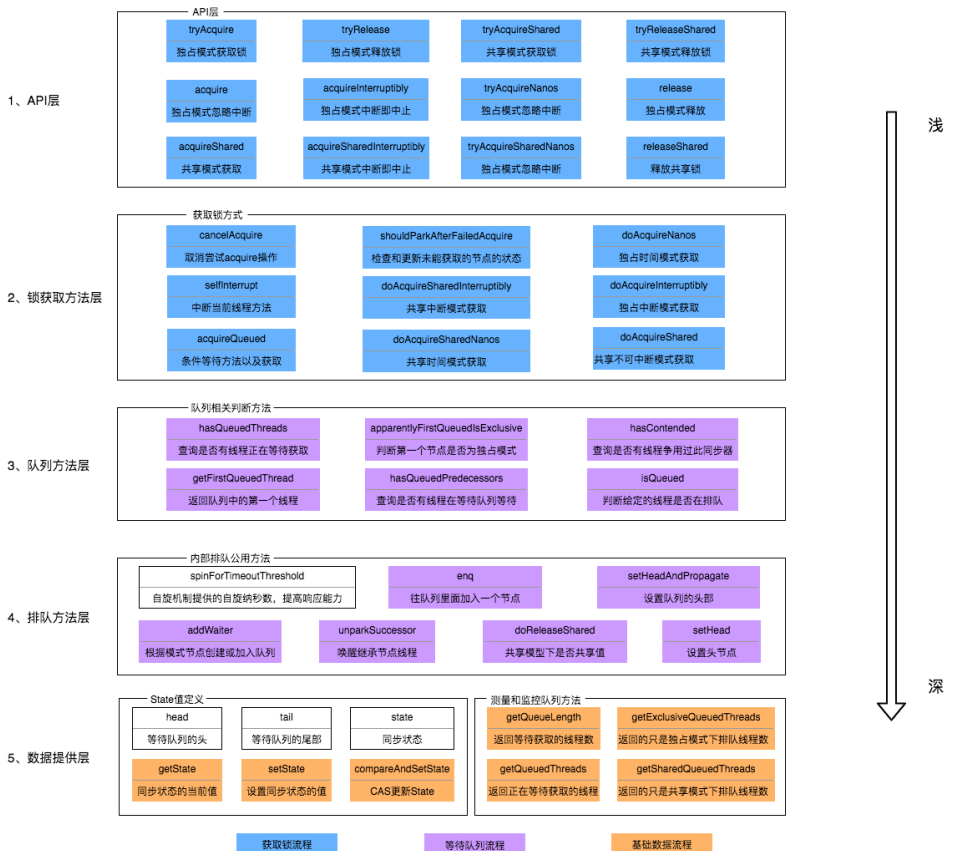 API层
tryAcquire
独占模式获取锁
tryRelease
独占模式释放锁
tryAcquireShared
共享模式获取锁
tryReleaseShared
共享模式释放锁
1、API层
acquire
独占模式忽略中断
acquireInterruptibly
独占模式中断即中止
tryAcquireNanos
独占模式忽略中断
release
独占模式释放
浅
acquireShared
共享模式获取
acquireSharedInterruptibly
共享模式中断即中止
tryAcquireSharedNanos
独占模式忽略中断
releaseShared
释放共享锁
获取锁方式
cancelAcquire
取消尝试acquire操作
shouldParkAfterFailedAcquire
检查和更新未能获取的节点的状态
doAcquireNanos
独占时间模式获取
2、锁获取方法层
selfInterrupt
中断当前线程方法
doAcquireSharedInterruptibly
共享中断模式获取
doAcquireInterruptibly
独占中断模式获取
acquireQueued
条件等待方法以及获取
doAcquireSharedNanos
共享时间模式获取
doAcquireShared
共享不可中断模式获取
队列相关判断方法
hasQueuedThreads
查询是否有线程正在等待获取
apparentlyFirstQueuedIsExclusive
判断第一个节点是否为独占模式
hasContended
查询是否有线程争用过此同步器
3、队列方法层
getFirstQueuedThread
返回队列中的第一个线程
hasQueuedPredecessors
查询是否有线程在等待队列等待
isQueued
判断给定的线程是否在排队
内部排队公用方法
spinForTimeoutThreshold
自旋机制提供的自旋纳秒数，提高响应能力
enq
往队列里面加入一个节点
setHeadAndPropagate
设置队列的头部
4、排队方法层
addWaiter
根据模式节点创建或加入队列
unparkSuccessor
唤醒继承节点线程
doReleaseShared
共享模型下是否共享值
setHead
设置头节点
深
State值定义
head
等待队列的头
tail
等待队列的尾部
state
同步状态
测量和监控队列方法
getQueueLength
返回等待获取的线程数
getExclusiveQueuedThreads
返回的只是独占模式下排队线程数
5、数据提供层
getState
同步状态的当前值
setState
设置同步状态的值
compareAndSetState
CAS更新State
getQueuedThreads
返回正在等待获取的线程
getSharedQueuedThreads
返回的只是共享模式下排队线程数
获取锁流程
等待队列流程
基础数据流程